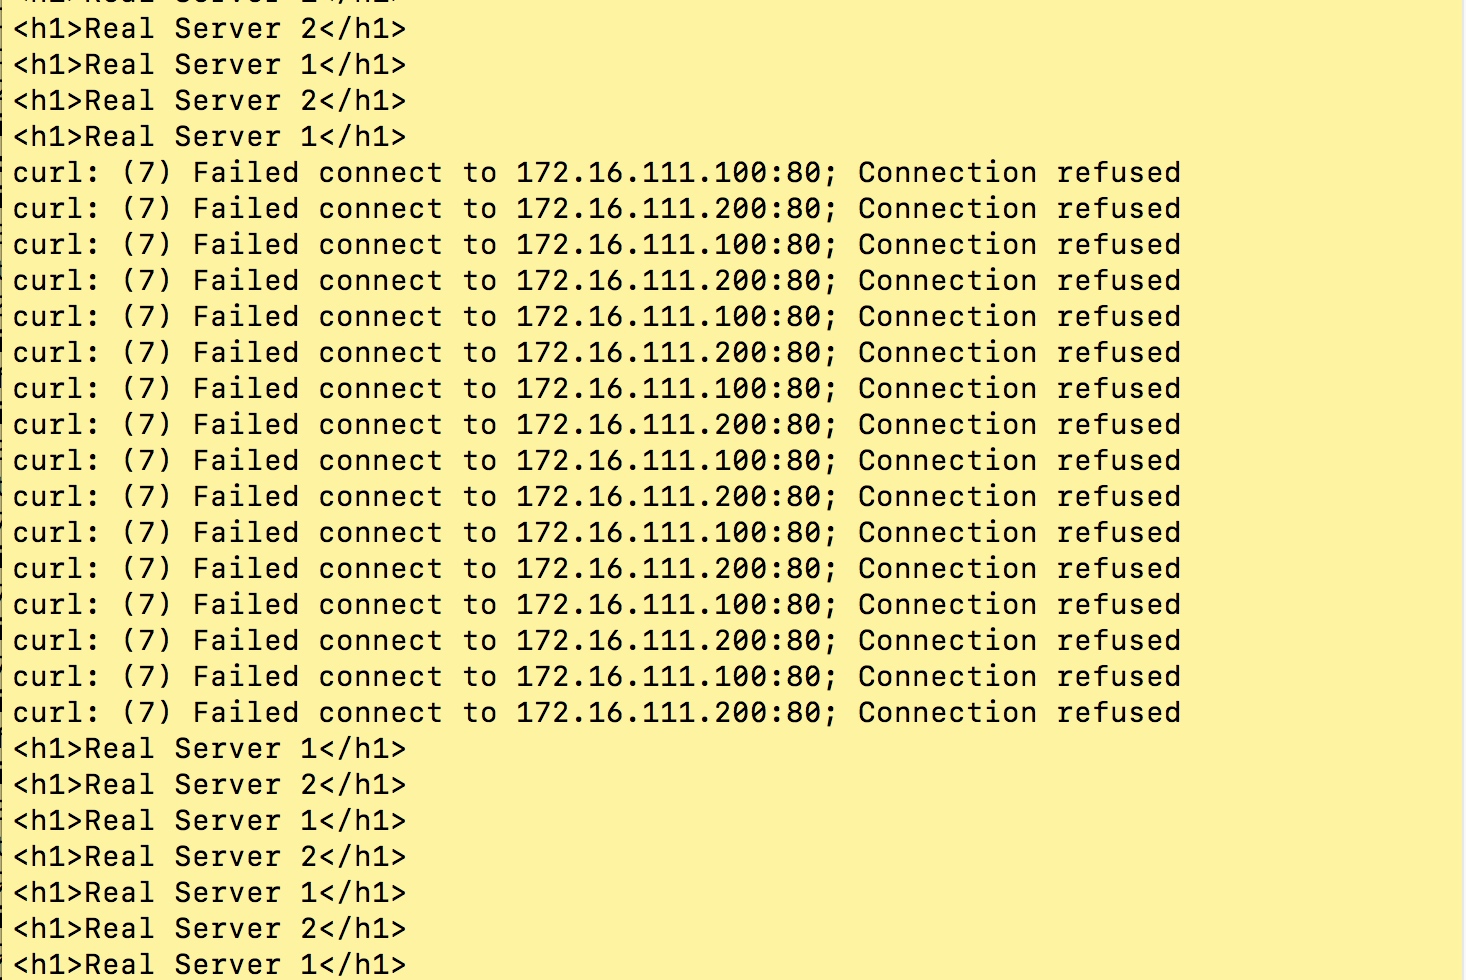 <h1>Real Server 2</h1>
<h1>Real Server 1</h1>
<h1>Real Server 2</h1>
<h1>Real Server 1</h1>
curl: (7) Failed connect to 172.16.111.100:80; Connection refused
curl: (7) Failed connect to 172.16.111.200:80; Connection refused
curl: (7) Failed connect to 172.16.111.100:80; Connection refused
curl: (7) Failed connect to 172.16.111.200:80; Connection refused
curl: (7) Failed connect to 172.16.111.100:80; Connection refused
curl: (7) Failed connect to 172.16.111.200:80; Connection refused
curl: (7) Failed connect to 172.16.111.100:80; Connection refused
curl: (7) Failed connect to 172.16.111.200:80; Connection refused
curl: (7) Failed connect to 172.16.111.100:80; Connection refused
curl: (7) Failed connect to 172.16.111.200:80; Connection refused
curl: (7) Failed connect to 172.16.111.100:80; Connection refused
curl: (7) Failed connect to 172.16.111.200:80; Connection refused
curl: (7) Failed connect to 172.16.111.100:80; Connection refused
curl: (7) Failed connect to 172.16.111.200:80; Connection refused
curl: (7) Failed connect to 172.16.111.100:80; Connection refused
curl: (7) Failed connect to 172.16.111.200:80; Connection refused
<h1>Real Server 1</h1>
<h1>Real Server 2</h1>
<h1>Real Server 1</h1>
<h1>Real Server 2</h1>
<h1>Real Server 1</h1>
<h1>Real Server 2</h1>
<h1>Real Server 1</h1>